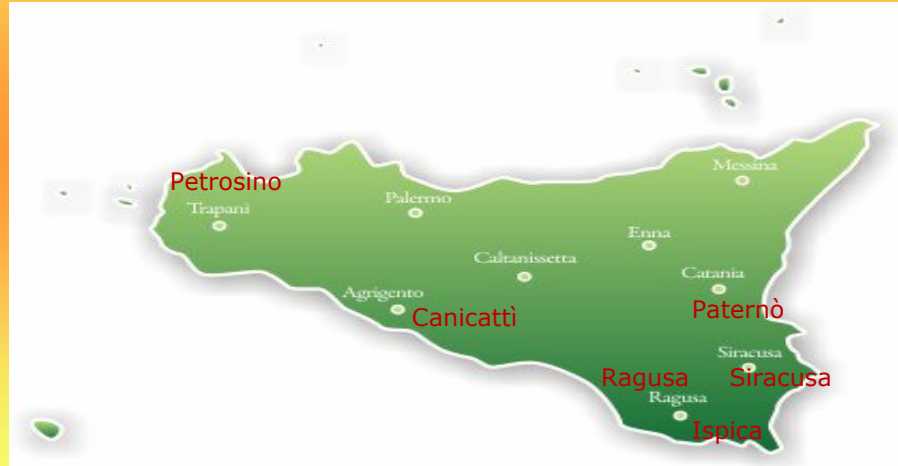 Messina
Petrosino
Palermo
Trapani
Enna
Caltanissetta
Catania
Agrigento
Paternò
Canicattì
Siracusa
Ragusa
Siracusa
Ragusa
Ispica